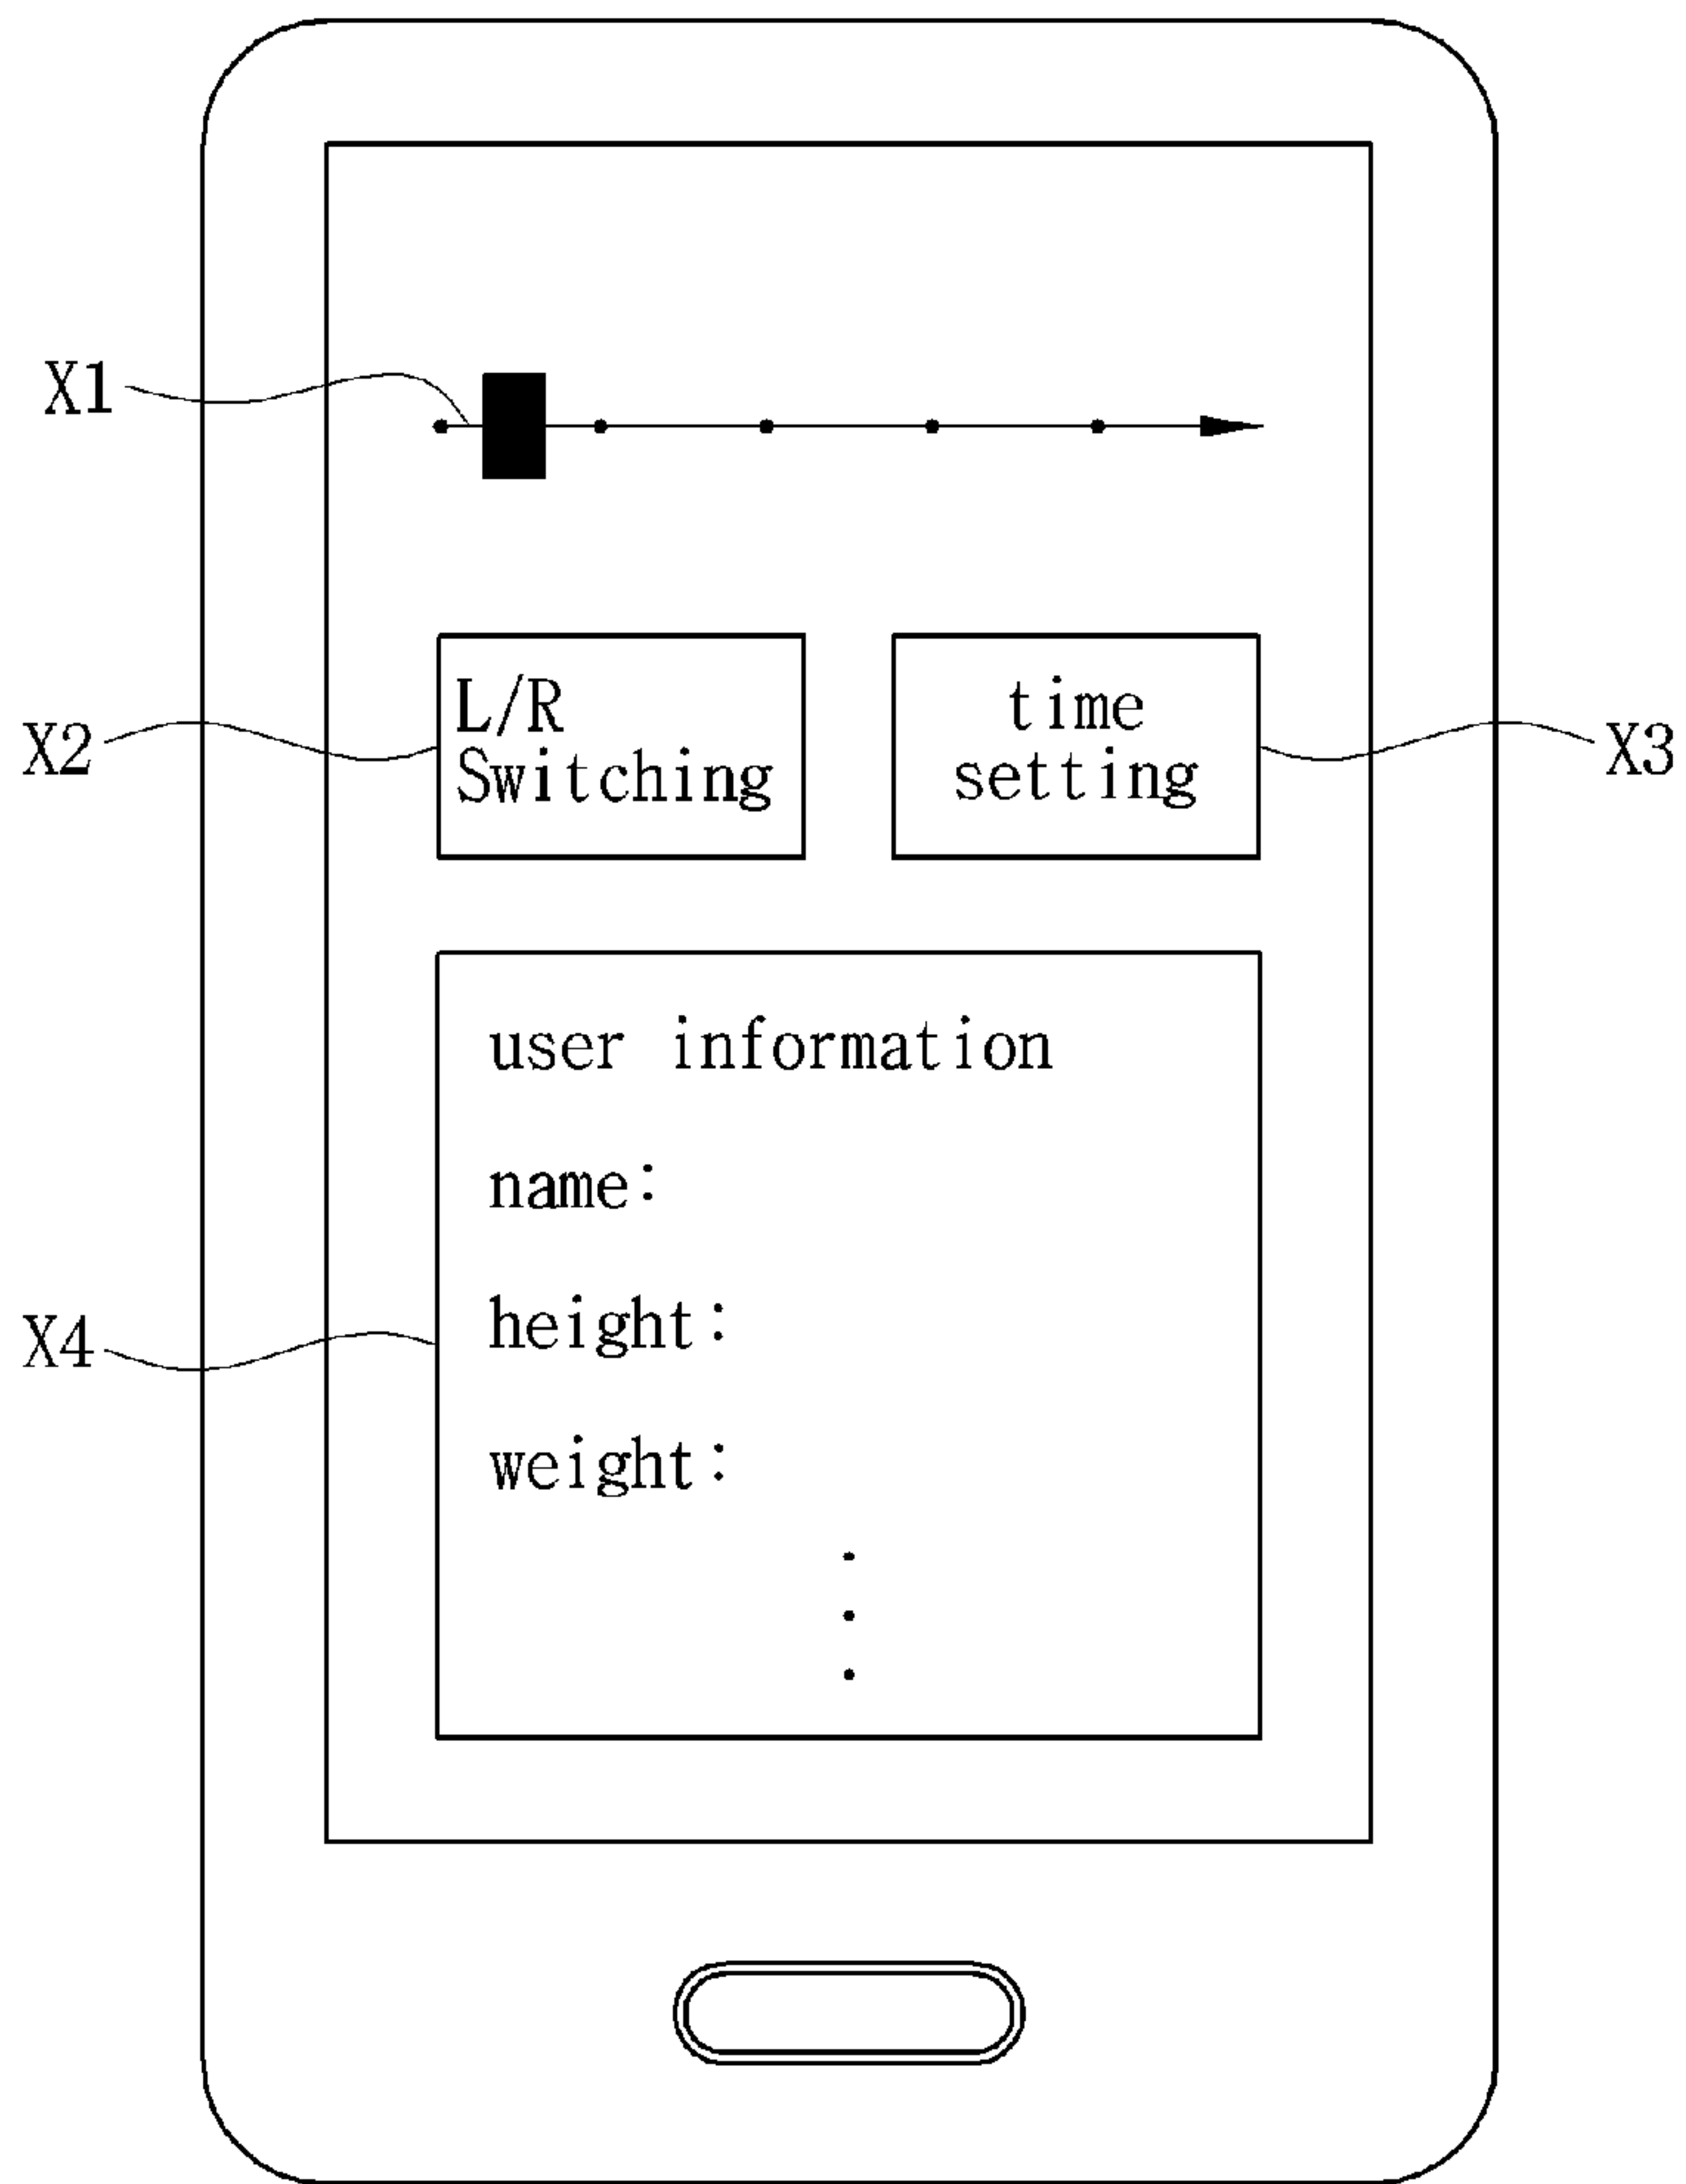 X1
L/R
Switching
time
setting
X2
X3
user information
name:
height:
X4
weight: